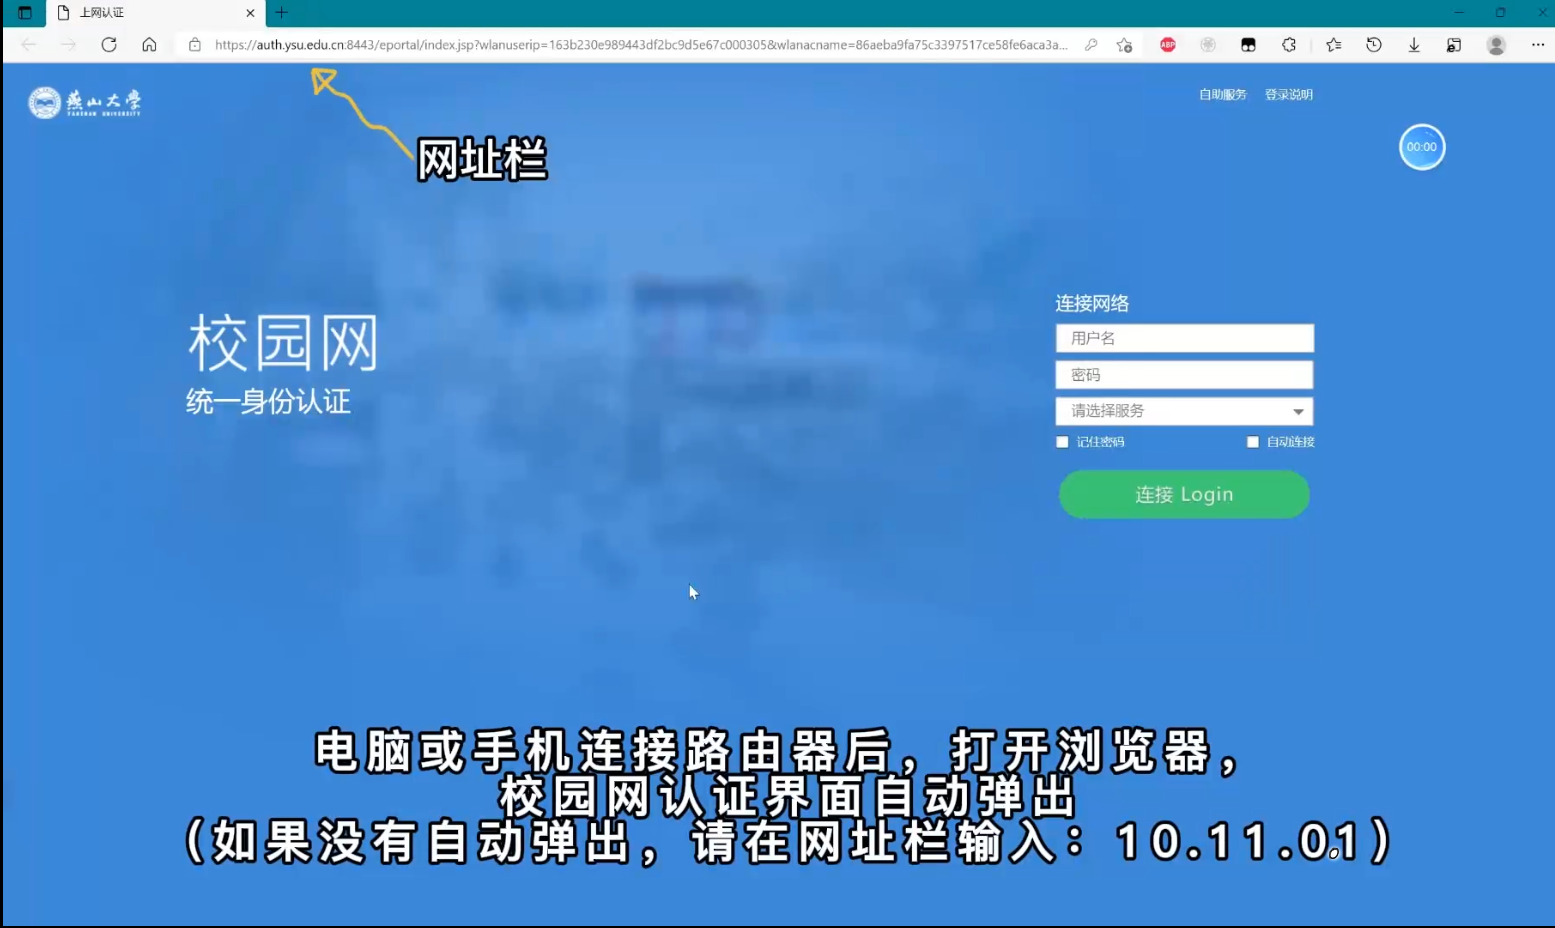 上网认证
https://auth.ysu.edu.cn:8443/eportal/index.jsp?wlanuserip=163b230e989443df2bc9d5e67c000305&wlanacname=86aeba9fa75c3397517ce58fe6aca3a...
ABP
燕山大学
YANSHAN UNIVERSITY
自助服务 登录说明
网址栏
00:00
校园网
统一身份认证
连接网络
用户名
密码
请选择服务
记住密码 自动连接
连接 Login
电脑或手机连接路由器后，打开浏览器，
校园网认证界面自动弹出
（如果没有自动弹出，请在网址栏输入：10.11.0.1）